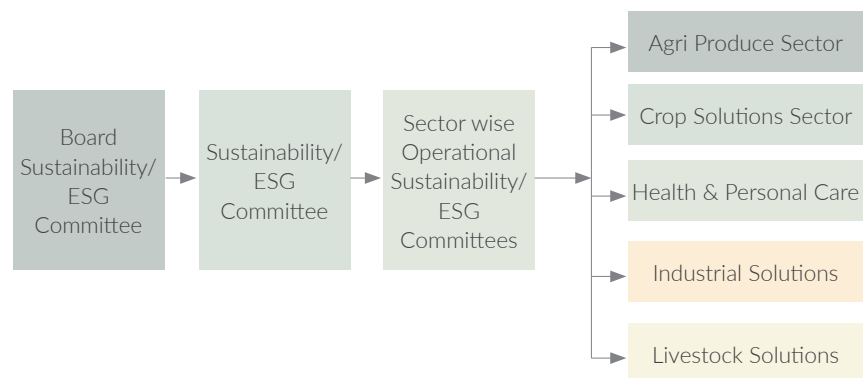 Board
Sustainability/
ESG
Committee
Sustainability/
ESG
Committee
Sector wise
Operational
Sustainability/
ESG
Committees
Agri Produce Sector
Crop Solutions Sector
Health & Personal Care
Industrial Solutions
Livestock Solutions